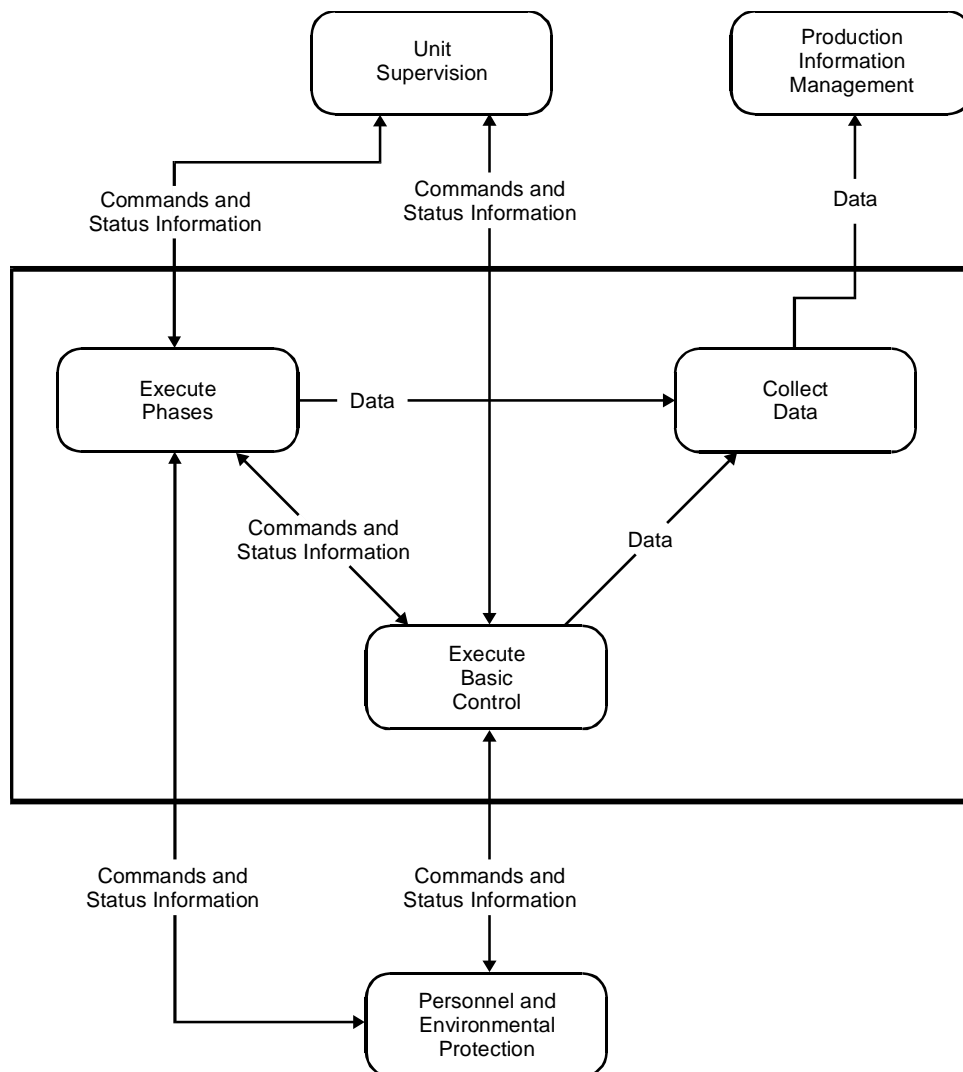 Unit
Supervision
Production
Information
Management
Commands and
Status Information
Commands and
Status Information
Data
Execute
Phases
Data
Collect
Data
Commands and
Status Information
Data
Execute
Basic
Control
Commands and
Status Information
Commands and
Status Information
Personnel and
Environmental
Protection